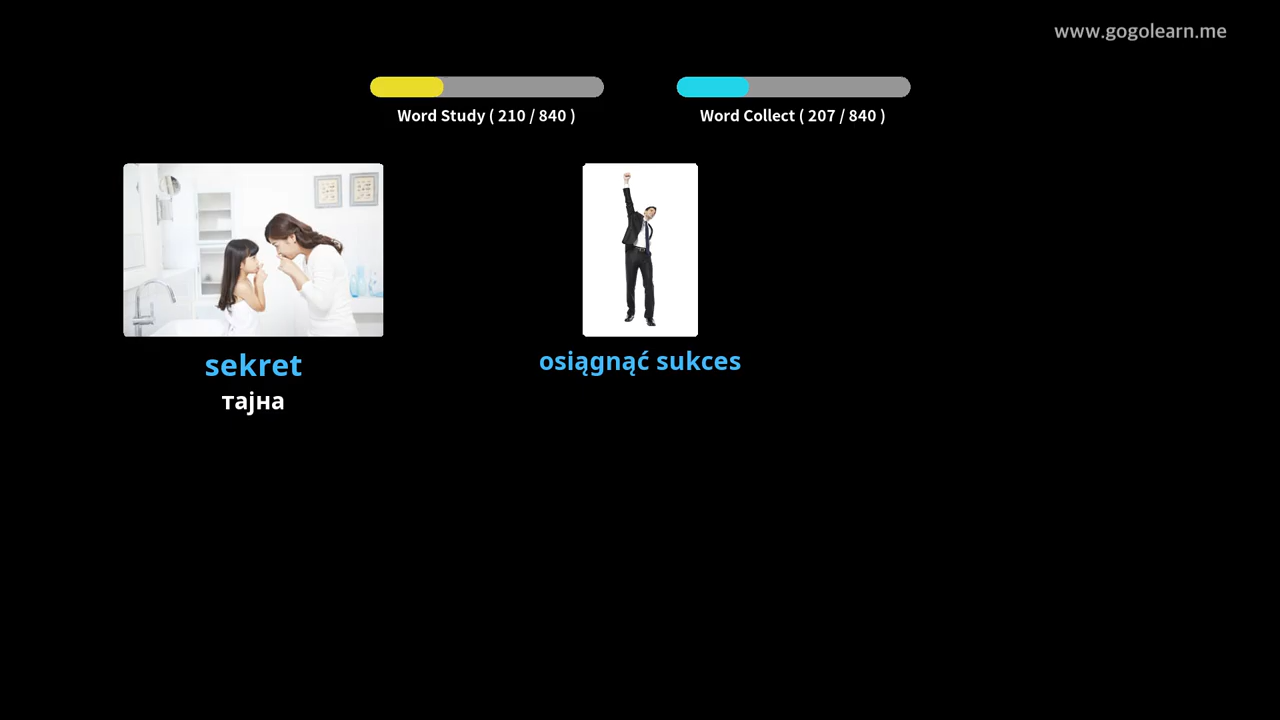 www.gogolearn.me
Word Study ( 210 / 840 )
Word Collect ( 207 / 840 )
sekret
тајна
osiągnąć sukces